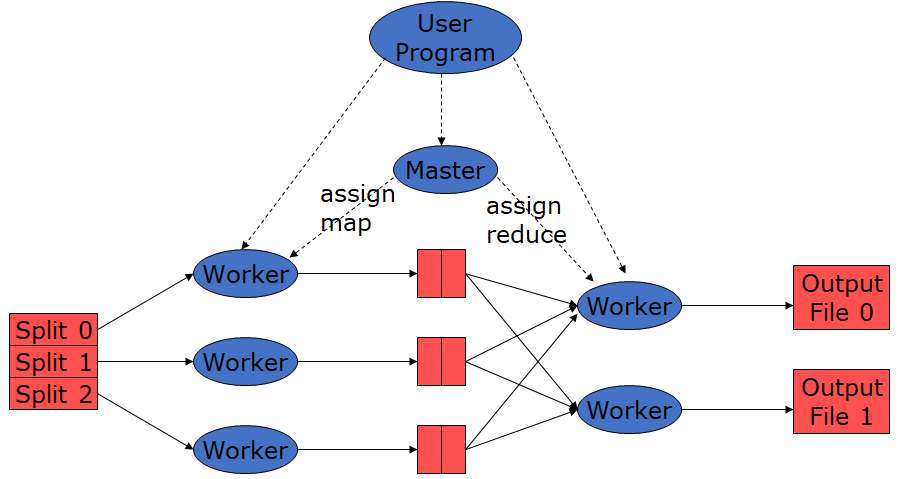 User
Program
Master
assign
map
assign
reduce
Worker
Worker
Worker
Split 0
Split 1
Split 2
Worker
Worker
Output
File 0
Output
File 1